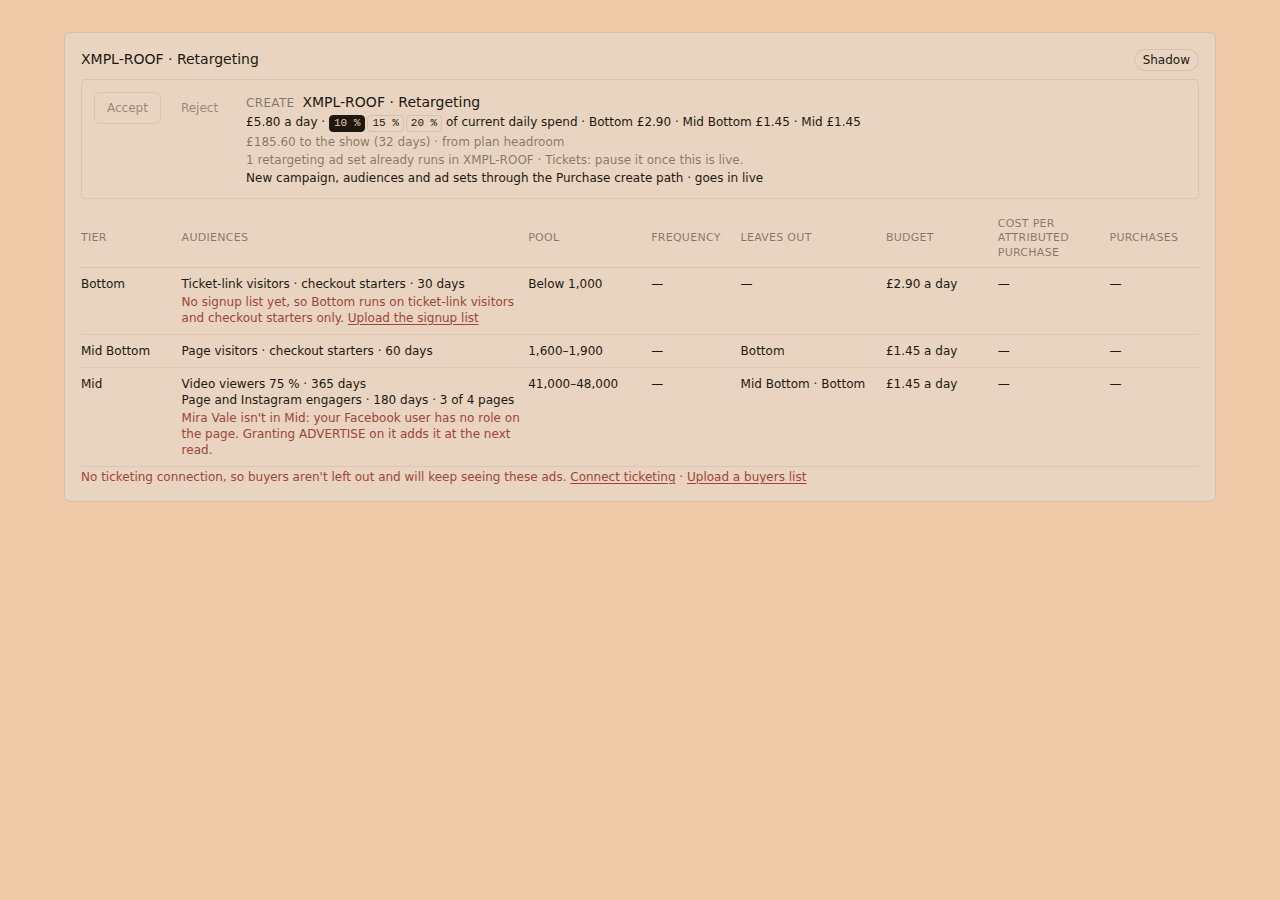 XMPL-ROOF · Retargeting
Shadow
Accept
Reject
CREATE XMPL-ROOF · Retargeting
£5.80 a day · 10 % 15 % 20 % of current daily spend · Bottom £2.90 · Mid Bottom £1.45 · Mid £1.45
£185.60 to the show (32 days) · from plan headroom
1 retargeting ad set already runs in XMPL-ROOF · Tickets: pause it once this is live.
New campaign, audiences and ad sets through the Purchase create path · goes in live
TIER AUDIENCES POOL FREQUENCY LEAVES OUT BUDGET COST PER ATTRIBUTED PURCHASE PURCHASES
Bottom Ticket-link visitors · checkout starters · 30 days Below 1,000 — — £2.90 a day — —
No signup list yet, so Bottom runs on ticket-link visitors
and checkout starters only. Upload the signup list
Mid Bottom Page visitors · checkout starters · 60 days 1,600–1,900 — Bottom £1.45 a day — —
Mid Video viewers 75 % · 365 days 41,000–48,000 — Mid Bottom · Bottom £1.45 a day — —
Page and Instagram engagers · 180 days · 3 of 4 pages
Mira Vale isn't in Mid: your Facebook user has no role on
the page. Granting ADVERTISE on it adds it at the next
read.
No ticketing connection, so buyers aren't left out and will keep seeing these ads. Connect ticketing · Upload a buyers list